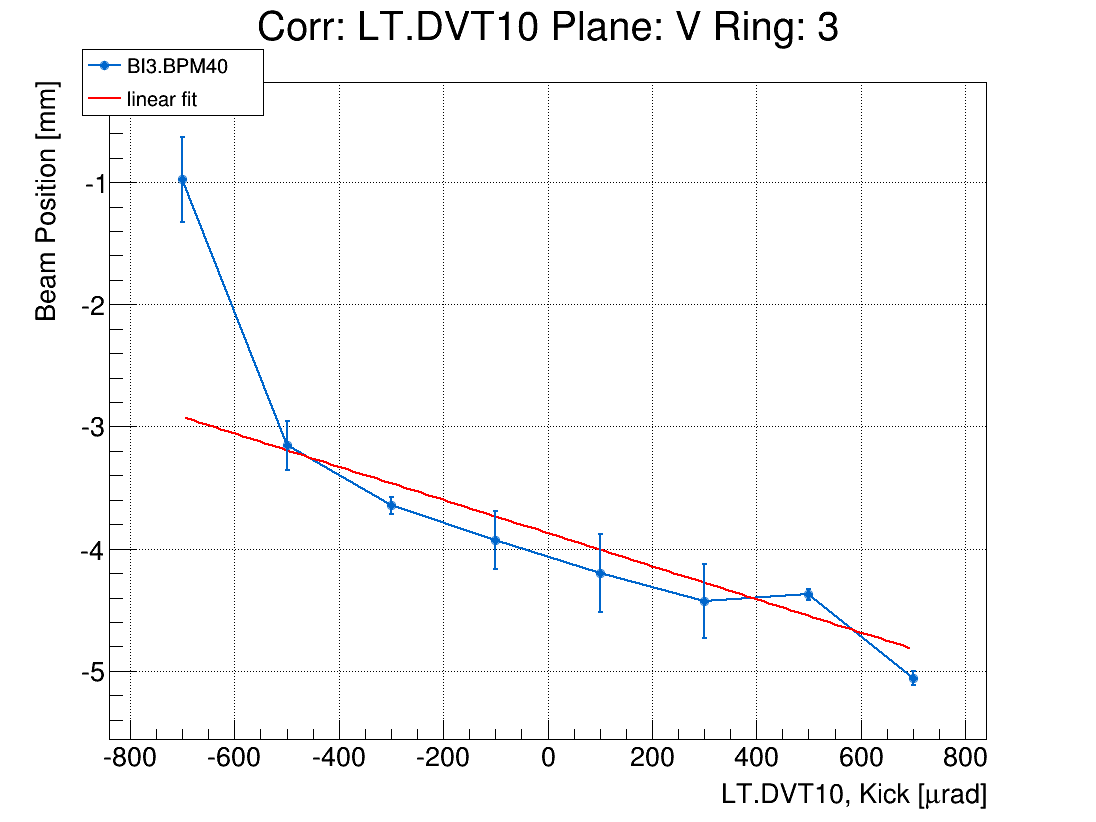 Corr: LT.DVT10 Plane: V Ring: 3
BI3.BPM40
linear fit
Beam Position [mm]
-1
-2
-3
-4
-5
-800 -600 -400 -200 0 200 400 600 800
LT.DVT10, Kick [μrad]